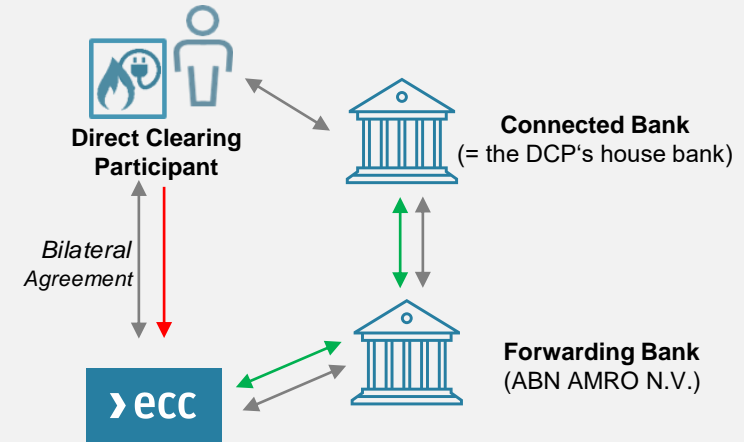 Direct Clearing
Participant
Connected Bank
(= the DCP‘s house bank)
Bilateral
Agreement
Forwarding Bank
(ABN AMRO N.V.)
ecc